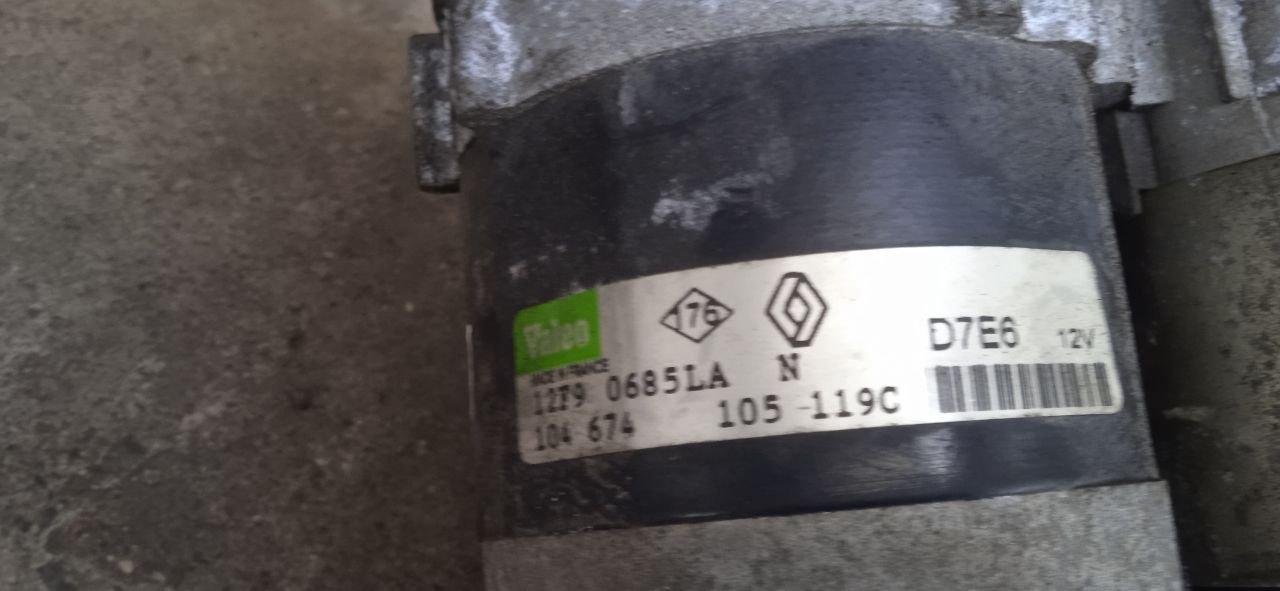 Valeo
176
D7E6 12V
MADE IN FRANCE
12F9 0685LA N
104 674 105 119C